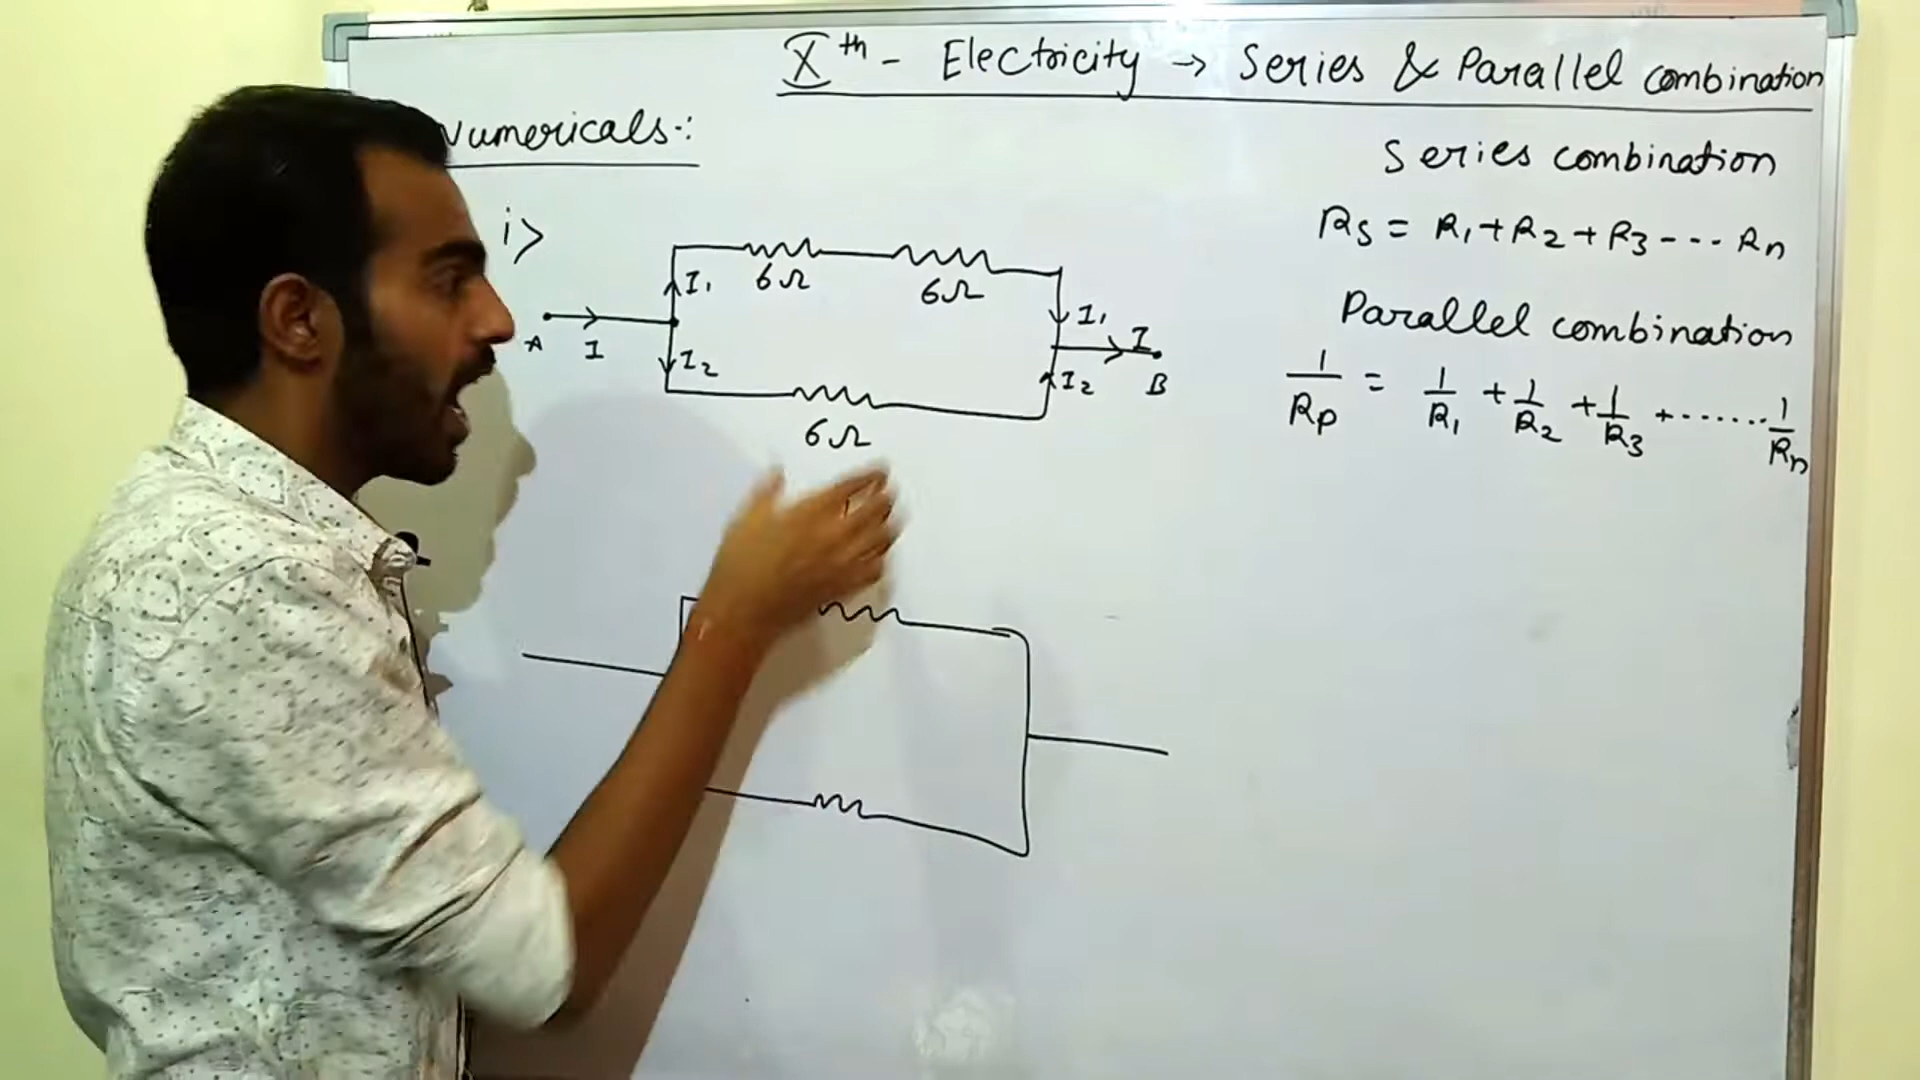 Xth - Electricity → Series & Parallel combination
Numericals:
Series combination
i>
Rs = R1 + R2 + R3 --- Rn
I1 6Ω 6Ω
Parallel combination
A I
I1 I
I2
I2 B
1/Rp = 1/R1 + 1/R2 + 1/R3 + ...... 1/Rn
6Ω